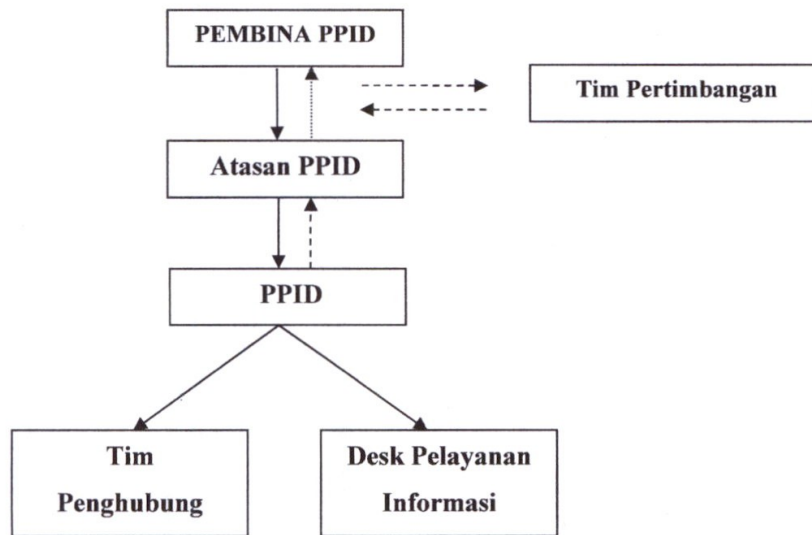 PEMBINA PPID
Tim Pertimbangan
Atasan PPID
PPID
Tim
Penghubung
Desk Pelayanan
Informasi